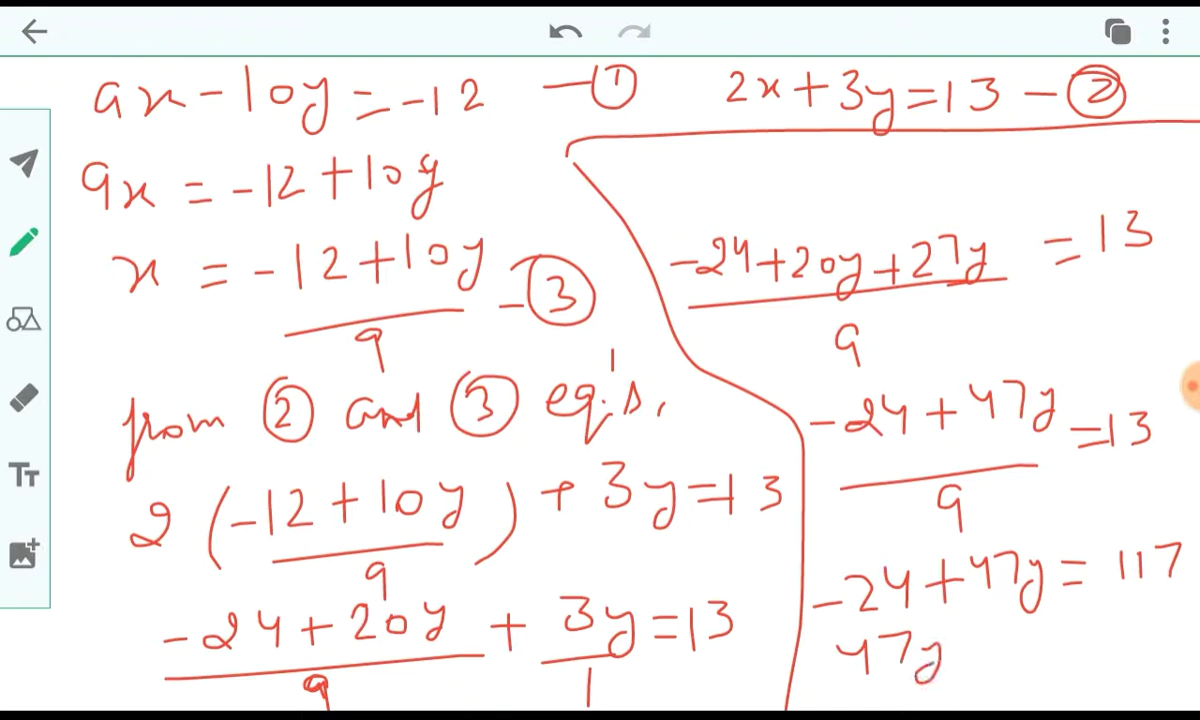 9x - 10y = -12 — ①
2x + 3y = 13 — ②
9x = -12 + 10y
x = -12 + 10y / 9 — ③
from ② and ③ eq's,
2 (-12 + 10y / 9) + 3y = 13
-24 + 20y / 9 + 3y / 1 = 13
-24 + 20y + 27y / 9 = 13
-24 + 47y / 9 = 13
-24 + 47y = 117
47y
TT